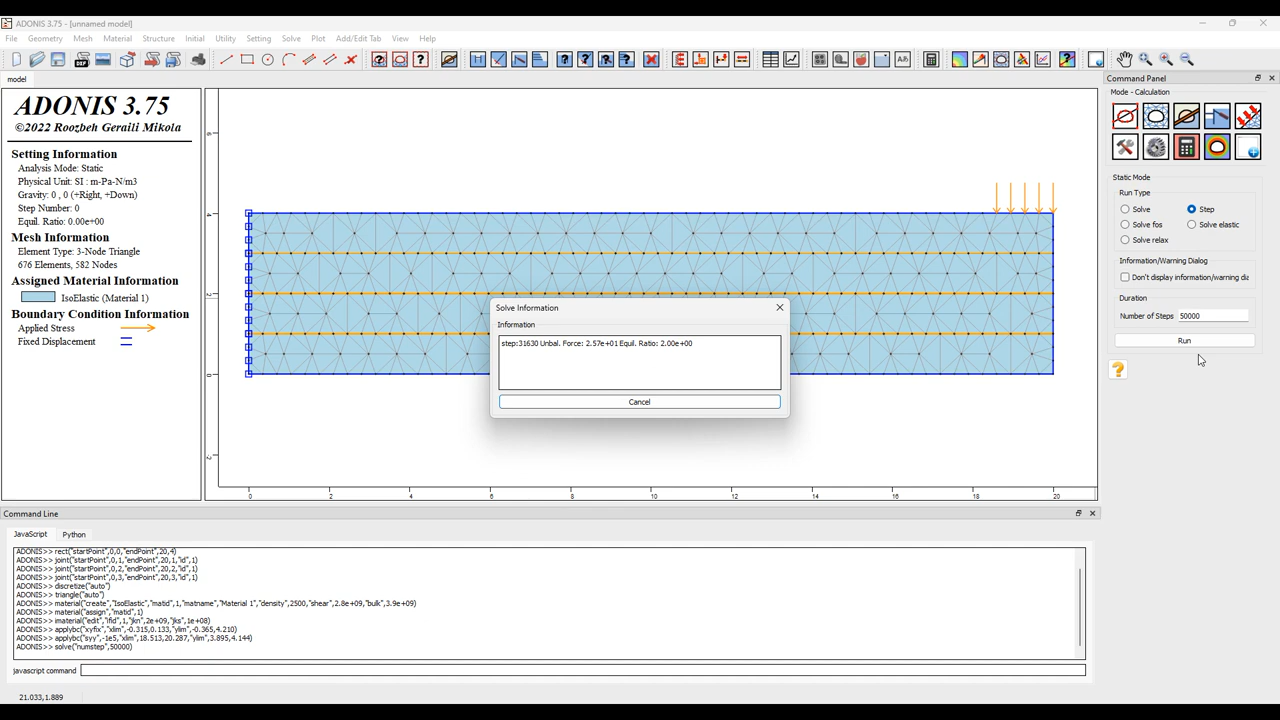 ADONIS 3.75 - [unnamed model]
File Geometry Mesh Material Structure Initial Utility Setting Solve Plot Add/Edit Tab View Help
model
Command Panel
ADONIS 3.75
©2022 Roozbeh Geraili Mikola
Setting Information
Analysis Mode: Static
Physical Unit: SI : m-Pa-N/m3
Gravity: 0 , 0 (+Right, +Down)
Step Number: 0
Equil. Ratio: 0.00e+00
Mesh Information
Element Type: 3-Node Triangle
676 Elements, 582 Nodes
Assigned Material Information
IsoElastic (Material 1)
Boundary Condition Information
Applied Stress
Fixed Displacement
6
4
2
0
-2
0 2 4 6 8 10 12 14 16 18 20
Solve Information
Information
step:31630 Unbal. Force: 2.57e+01 Equil. Ratio: 2.00e+00
Cancel
Mode - Calculation
Static Mode
Run Type
Solve Step
Solve fos Solve elastic
Solve relax
Information/Warning Dialog
Don't display information/warning dia
Duration
Number of Steps 50000
Run
Command Line
JavaScript Python
ADONIS>> rect("startPoint",0,0,"endPoint",20,4)
ADONIS>> joint("startPoint",0,1,"endPoint",20,1,"id",1)
ADONIS>> joint("startPoint",0,2,"endPoint",20,2,"id",1)
ADONIS>> joint("startPoint",0,3,"endPoint",20,3,"id",1)
ADONIS>> discretize("auto")
ADONIS>> triangle("auto")
ADONIS>> material("create","IsoElastic","matid",1,"matname","Material 1","density",2500,"shear",2.8e+09,"bulk",3.9e+09)
ADONIS>> material("assign","matid",1)
ADONIS>> imaterial("edit","ifid",1,"jkn",2e+09,"jks",1e+08)
ADONIS>> applybc("xyfix","xlim",-0.315,0.133,"ylim",-0.365,4.210)
ADONIS>> applybc("syy",-1e5,"xlim",18.513,20.287,"ylim",3.895,4.144)
ADONIS>> solve("numstep",50000)
javascript command
21.033,1.889